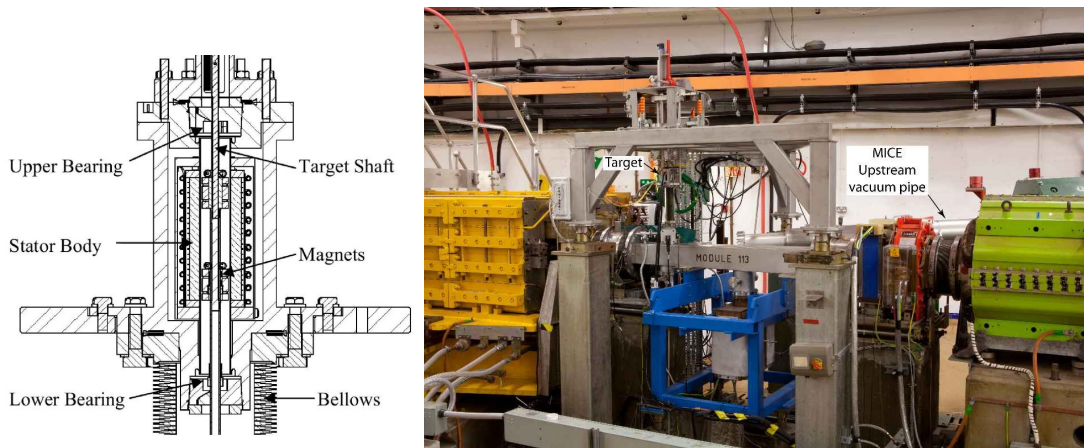 Upper Bearing
Target Shaft
Stator Body
Magnets
Lower Bearing
Bellows
Target
MICE
Upstream
vacuum pipe
MODULE 113